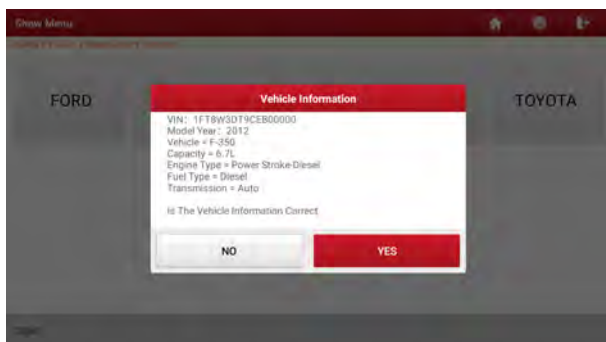 Show Menu
FORD
TOYOTA
Vehicle Information
VIN: 1FT8W3DT9CEB00000
Model Year: 2012
Vehicle = F-350
Capacity = 6.7L
Engine Type = Power Stroke-Diesel
Fuel Type = Diesel
Transmission = Auto
Is The Vehicle Information Correct
NO
YES